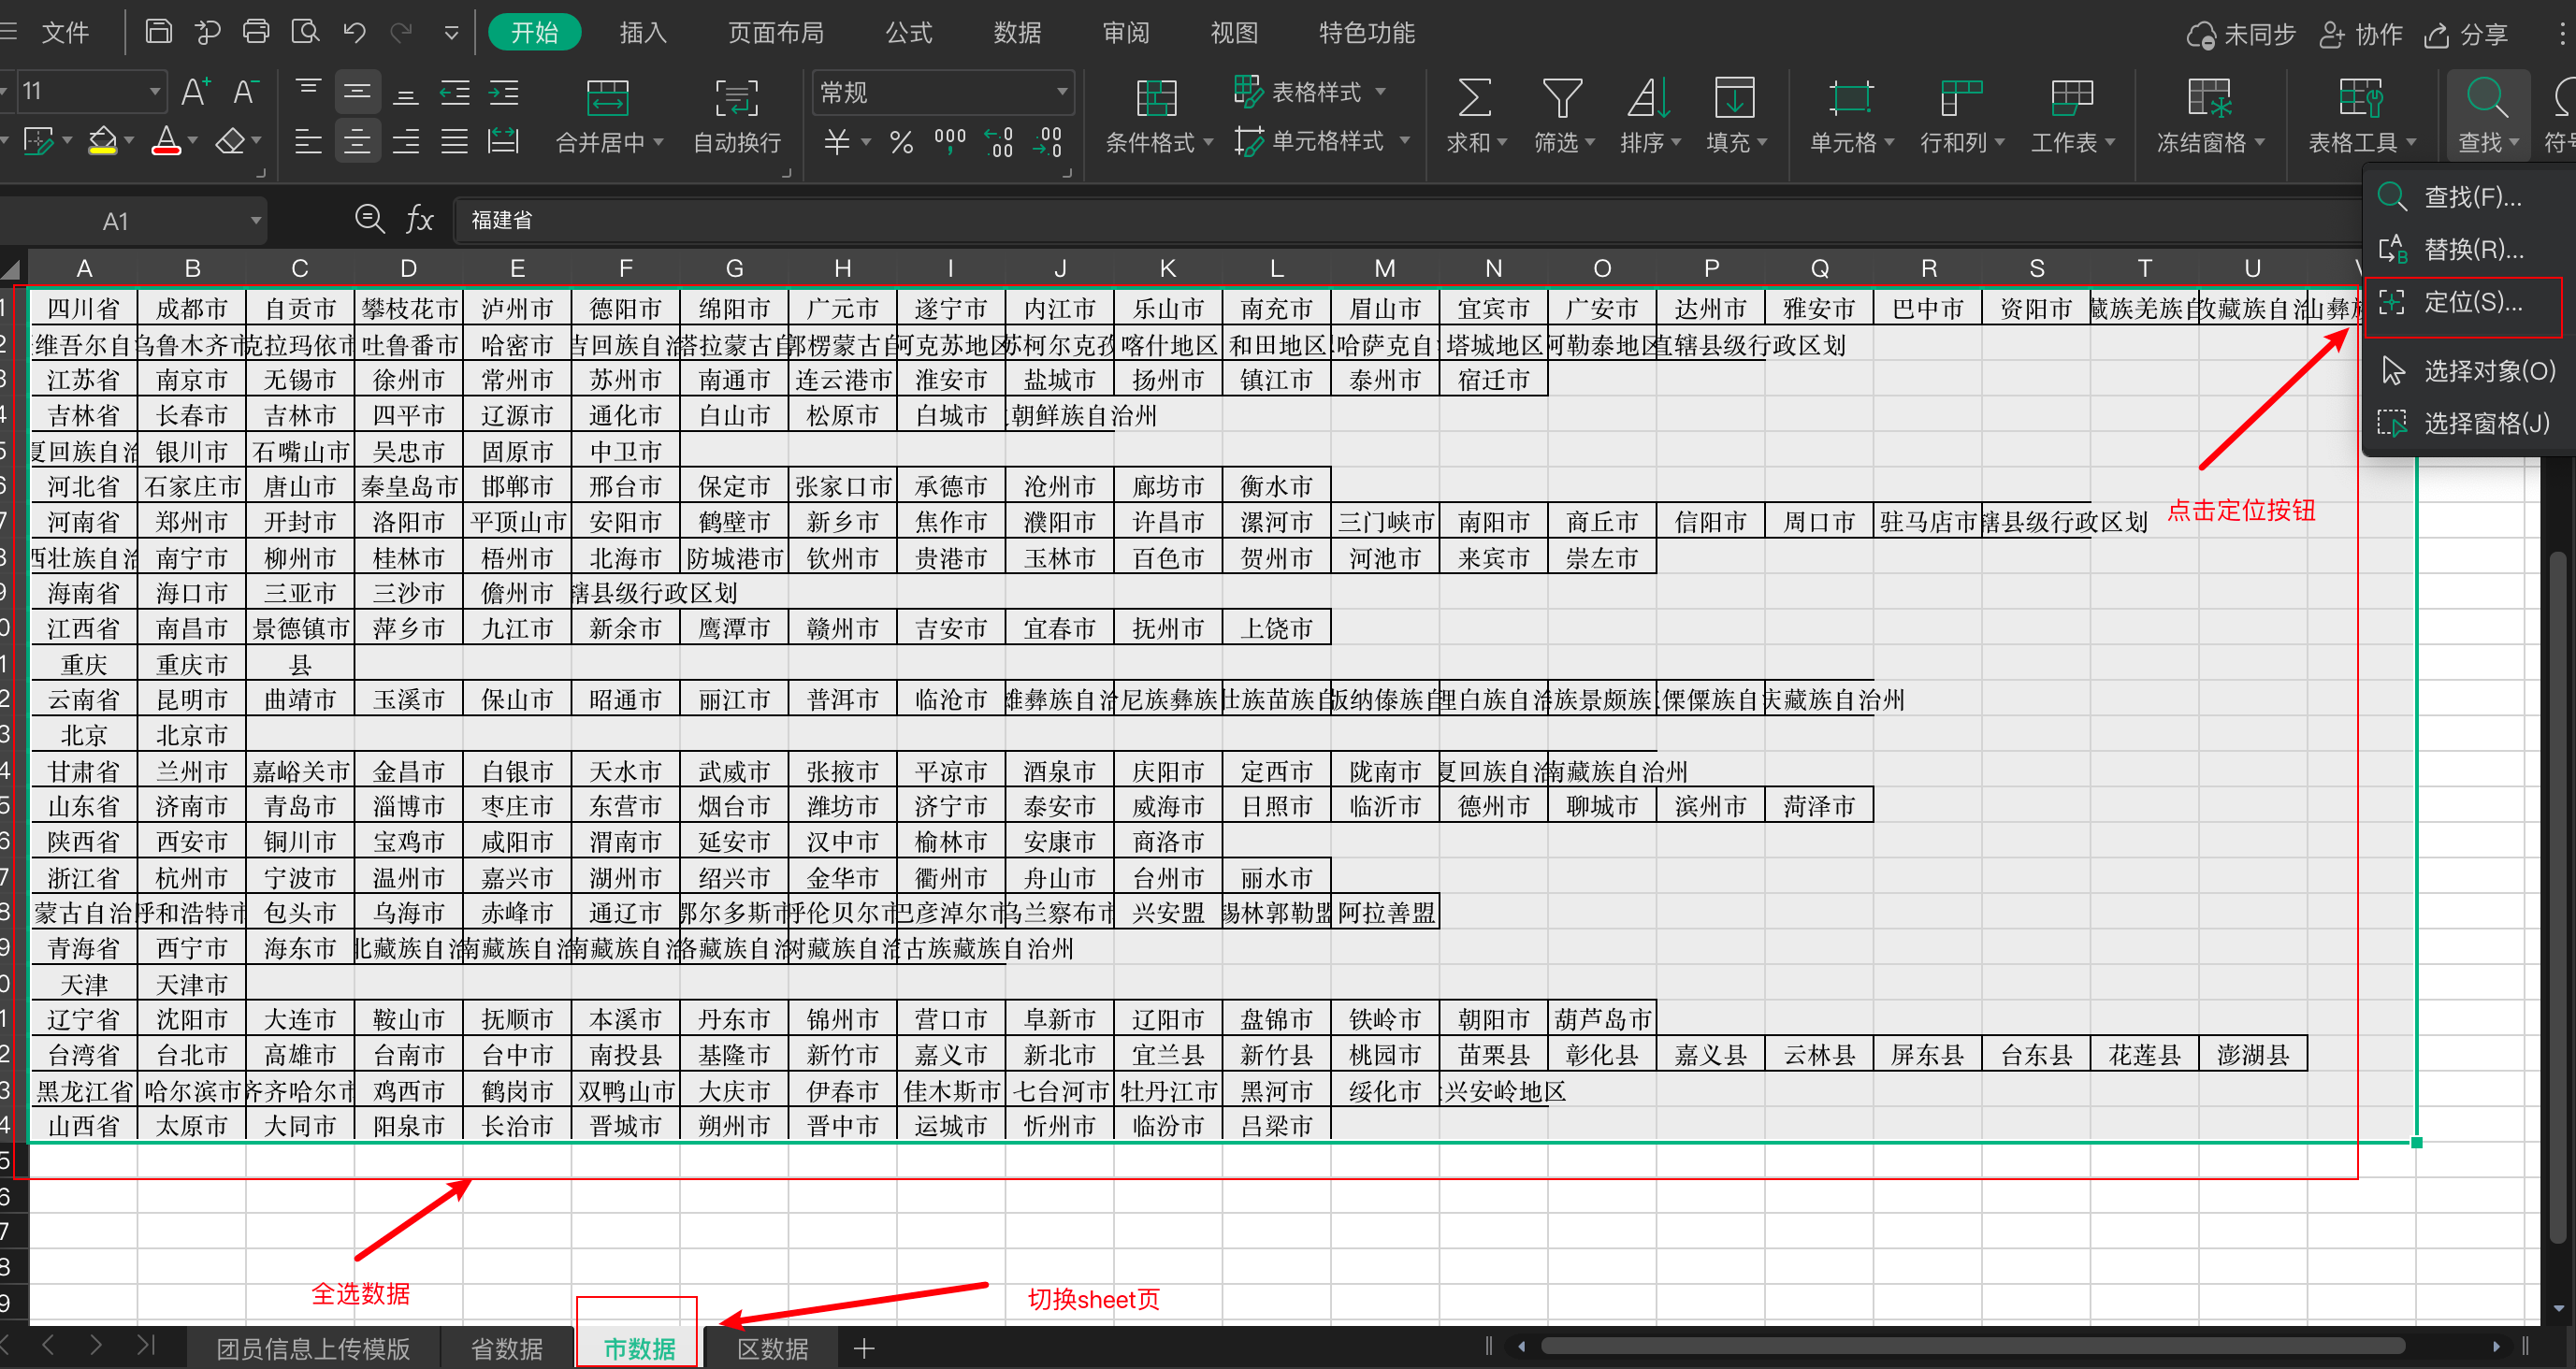 文件 开始 插入 页面布局 公式 数据 审阅 视图 特色功能 未同步 协作 分享
11 常规 表格样式
合并居中 自动换行 条件格式 单元格样式 求和 筛选 排序 填充 单元格 行和列 工作表 冻结窗格 表格工具 查找
A1 fx 福建省
查找(F)...
替换(R)...
定位(S)...
选择对象(O)
选择窗格(J)
A B C D E F G H I J K L M N O P Q R S T U
四川省 成都市 自贡市 攀枝花市 泸州市 德阳市 绵阳市 广元市 遂宁市 内江市 乐山市 南充市 眉山市 宜宾市 广安市 达州市 雅安市 巴中市 资阳市 藏族羌族自 藏族自治 山彝族
维吾尔自 乌鲁木齐市 克拉玛依市 吐鲁番市 哈密市 吉回族自治 塔拉蒙古自 郭楞蒙古自 阿克苏地区 苏柯尔克孜 喀什地区 和田地区 哈萨克自 塔城地区 阿勒泰地区 直辖县级行政区划
江苏省 南京市 无锡市 徐州市 常州市 苏州市 南通市 连云港市 淮安市 盐城市 扬州市 镇江市 泰州市 宿迁市
吉林省 长春市 吉林市 四平市 辽源市 通化市 白山市 松原市 白城市 朝鲜族自治州
夏回族自治 银川市 石嘴山市 吴忠市 固原市 中卫市
河北省 石家庄市 唐山市 秦皇岛市 邯郸市 邢台市 保定市 张家口市 承德市 沧州市 廊坊市 衡水市
河南省 郑州市 开封市 洛阳市 平顶山市 安阳市 鹤壁市 新乡市 焦作市 濮阳市 许昌市 漯河市 三门峡市 南阳市 商丘市 信阳市 周口市 驻马店市 辖县级行政区划
点击定位按钮
西壮族自治 南宁市 柳州市 桂林市 梧州市 北海市 防城港市 钦州市 贵港市 玉林市 百色市 贺州市 河池市 来宾市 崇左市
海南省 海口市 三亚市 三沙市 儋州市 辖县级行政区划
江西省 南昌市 景德镇市 萍乡市 九江市 新余市 鹰潭市 赣州市 吉安市 宜春市 抚州市 上饶市
重庆 重庆市 县
云南省 昆明市 曲靖市 玉溪市 保山市 昭通市 丽江市 普洱市 临沧市 雄彝族自治 尼族彝族 壮族苗族自 版纳傣族自 理白族自治 族景颇族 傈僳族自 庆藏族自治州
北京 北京市
甘肃省 兰州市 嘉峪关市 金昌市 白银市 天水市 武威市 张掖市 平凉市 酒泉市 庆阳市 定西市 陇南市 夏回族自治 南藏族自治州
山东省 济南市 青岛市 淄博市 枣庄市 东营市 烟台市 潍坊市 济宁市 泰安市 威海市 日照市 临沂市 德州市 聊城市 滨州市 菏泽市
陕西省 西安市 铜川市 宝鸡市 咸阳市 渭南市 延安市 汉中市 榆林市 安康市 商洛市
浙江省 杭州市 宁波市 温州市 嘉兴市 湖州市 绍兴市 金华市 衢州市 舟山市 台州市 丽水市
蒙古自治 呼和浩特市 包头市 乌海市 赤峰市 通辽市 鄂尔多斯市 呼伦贝尔市 巴彦淖尔市 乌兰察布市 兴安盟 锡林郭勒盟 阿拉善盟
青海省 西宁市 海东市 北藏族自治 南藏族自治 南藏族自治 洛藏族自治 树藏族自治 古族藏族自治州
天津 天津市
辽宁省 沈阳市 大连市 鞍山市 抚顺市 本溪市 丹东市 锦州市 营口市 阜新市 辽阳市 盘锦市 铁岭市 朝阳市 葫芦岛市
台湾省 台北市 高雄市 台南市 台中市 南投县 基隆市 新竹市 嘉义市 新北市 宜兰县 新竹县 桃园市 苗栗县 彰化县 嘉义县 云林县 屏东县 台东县 花莲县 澎湖县
黑龙江省 哈尔滨市 齐齐哈尔市 鸡西市 鹤岗市 双鸭山市 大庆市 伊春市 佳木斯市 七台河市 牡丹江市 黑河市 绥化市 兴安岭地区
山西省 太原市 大同市 阳泉市 长治市 晋城市 朔州市 晋中市 运城市 忻州市 临汾市 吕梁市
全选数据
切换sheet页
团员信息上传模版 省数据 市数据 区数据